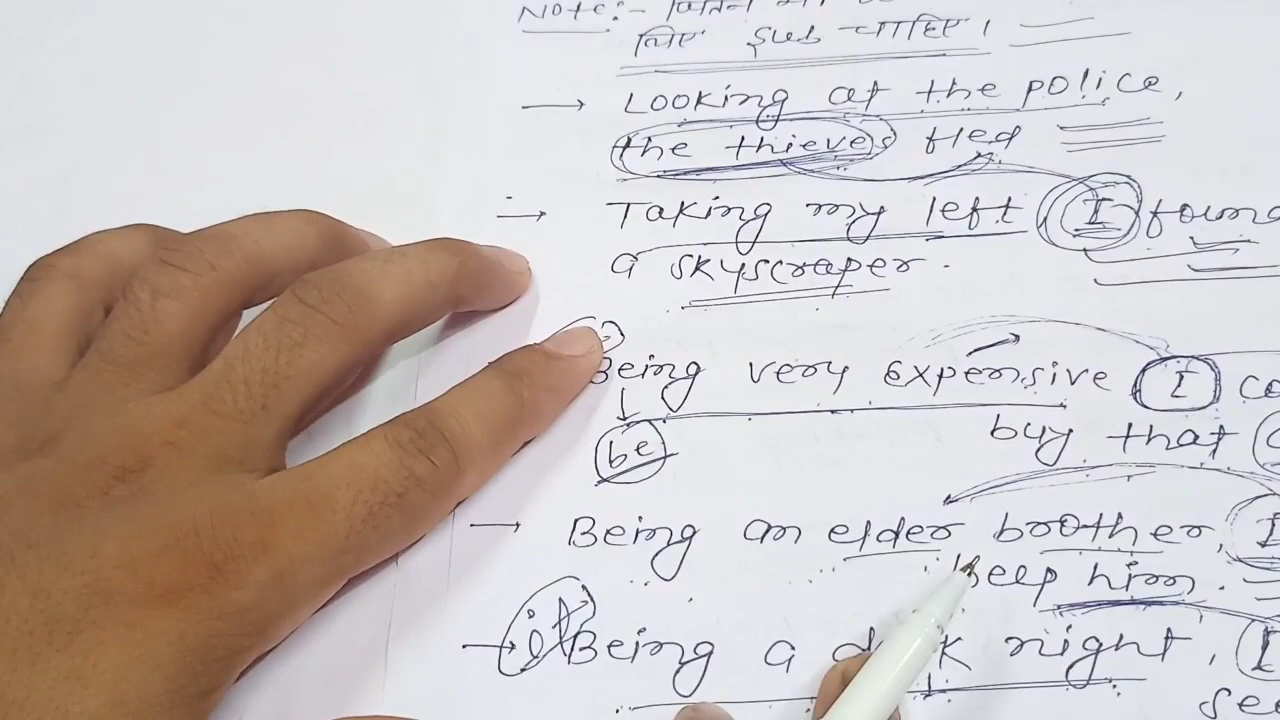 Note:-
लिए sub चाहिए।
→ Looking at the police,
the thieves fled
→ Taking my left I found
a skyscraper.
Being very expensive I
be
buy that
→ Being an elder brother, I
keep him.
→ it Being a dark night, I